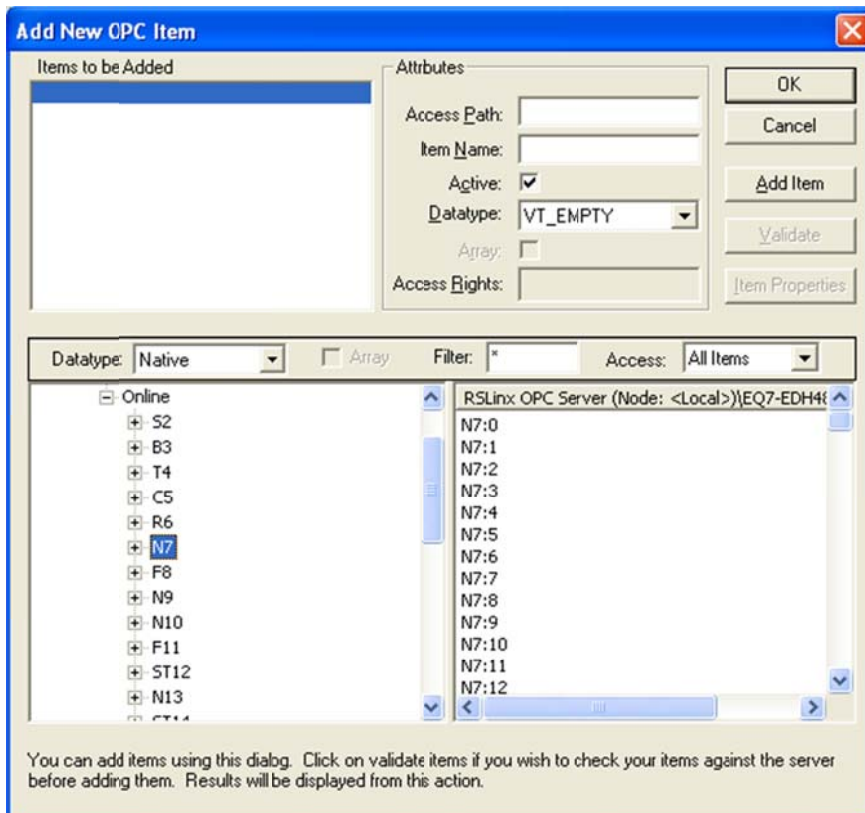 Add New OPC Item
Items to be Added
Attributes
Access Path:
Item Name:
Active:
Datatype: VT_EMPTY
Array:
Access Rights:
OK
Cancel
Add Item
Validate
Item Properties
Datatype: Native
Array
Filter: *
Access: All Items
Online
S2
B3
T4
C5
R6
N7
F8
N9
N10
F11
ST12
N13
RSLinx OPC Server (Node: <Local>)\EQ7-EDH48
N7:0
N7:1
N7:2
N7:3
N7:4
N7:5
N7:6
N7:7
N7:8
N7:9
N7:10
N7:11
N7:12
You can add items using this dialog. Click on validate items if you wish to check your items against the server
before adding them. Results will be displayed from this action.